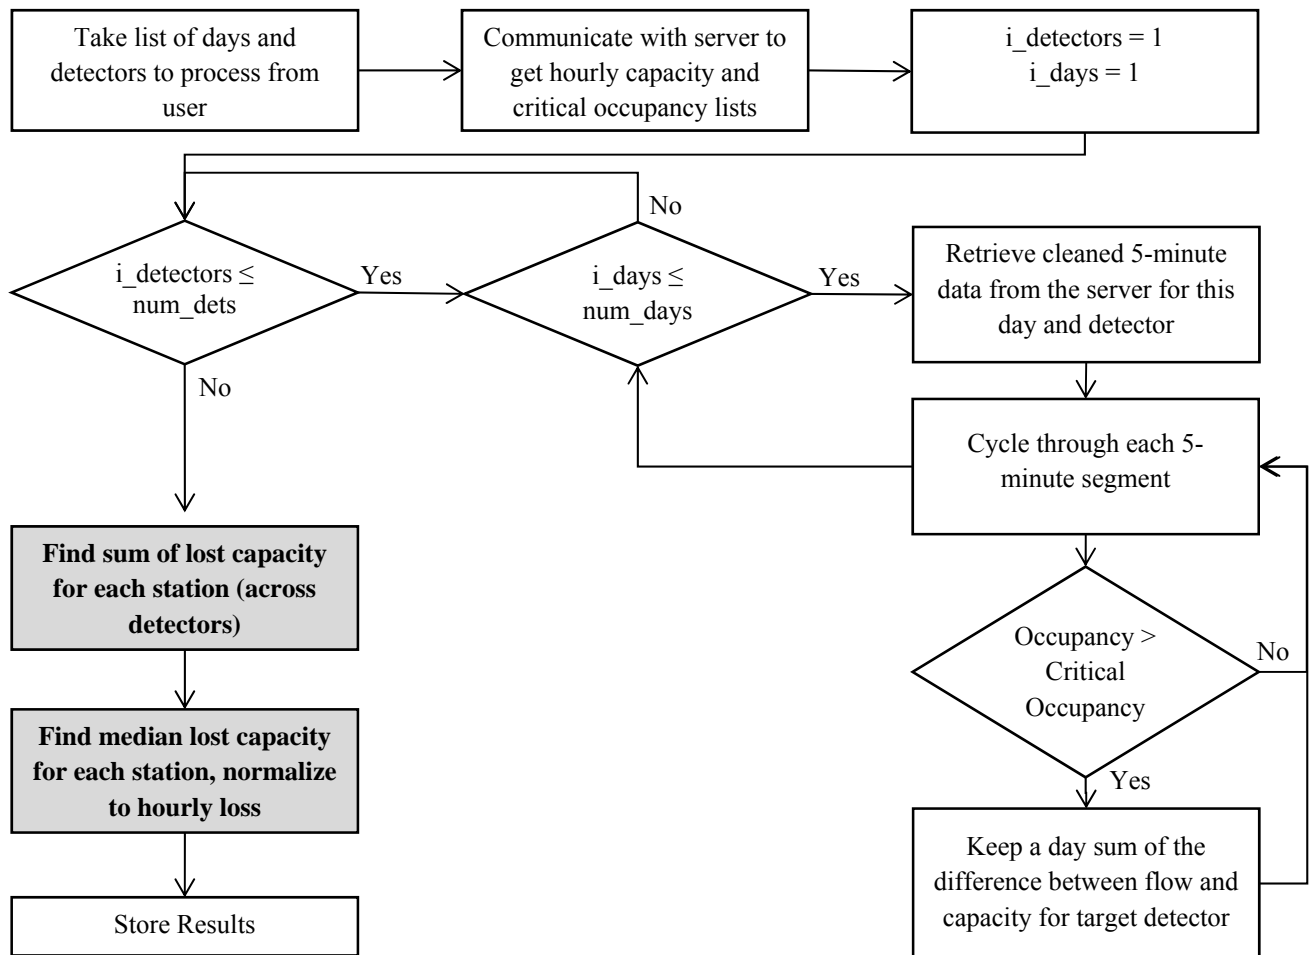 Take list of days and
detectors to process from
user
Communicate with server to
get hourly capacity and
critical occupancy lists
i_detectors = 1
i_days = 1
No
i_detectors ≤
num_dets
Yes
i_days ≤
num_days
Yes
Retrieve cleaned 5-minute
data from the server for this
day and detector
No
Cycle through each 5-
minute segment
Find sum of lost capacity
for each station (across
detectors)
Occupancy >
Critical
Occupancy
No
Yes
Find median lost capacity
for each station, normalize
to hourly loss
Keep a day sum of the
difference between flow and
capacity for target detector
Store Results